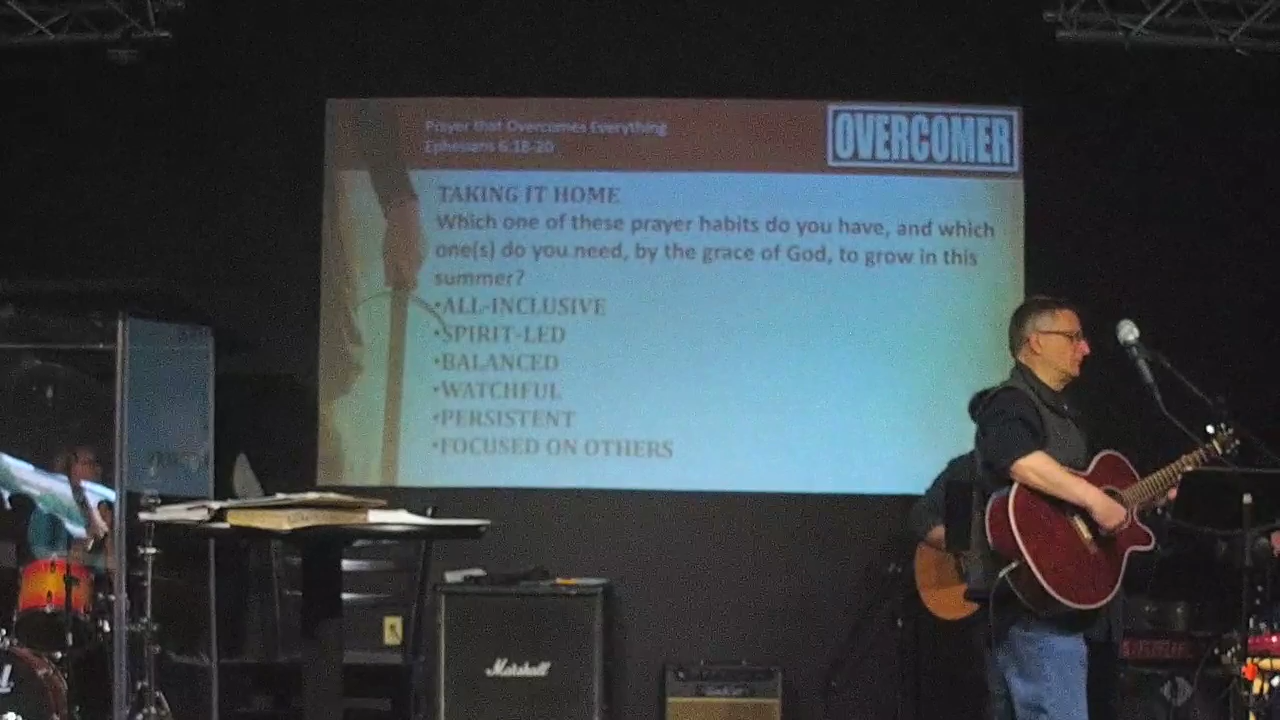 Prayer that Overcomes Everything
Ephesians 6:18-20
OVERCOMER
TAKING IT HOME
Which one of these prayer habits do you have, and which
one(s) do you need, by the grace of God, to grow in this
summer?
•ALL-INCLUSIVE
•SPIRIT-LED
•BALANCED
•WATCHFUL
•PERSISTENT
•FOCUSED ON OTHERS
Marshall